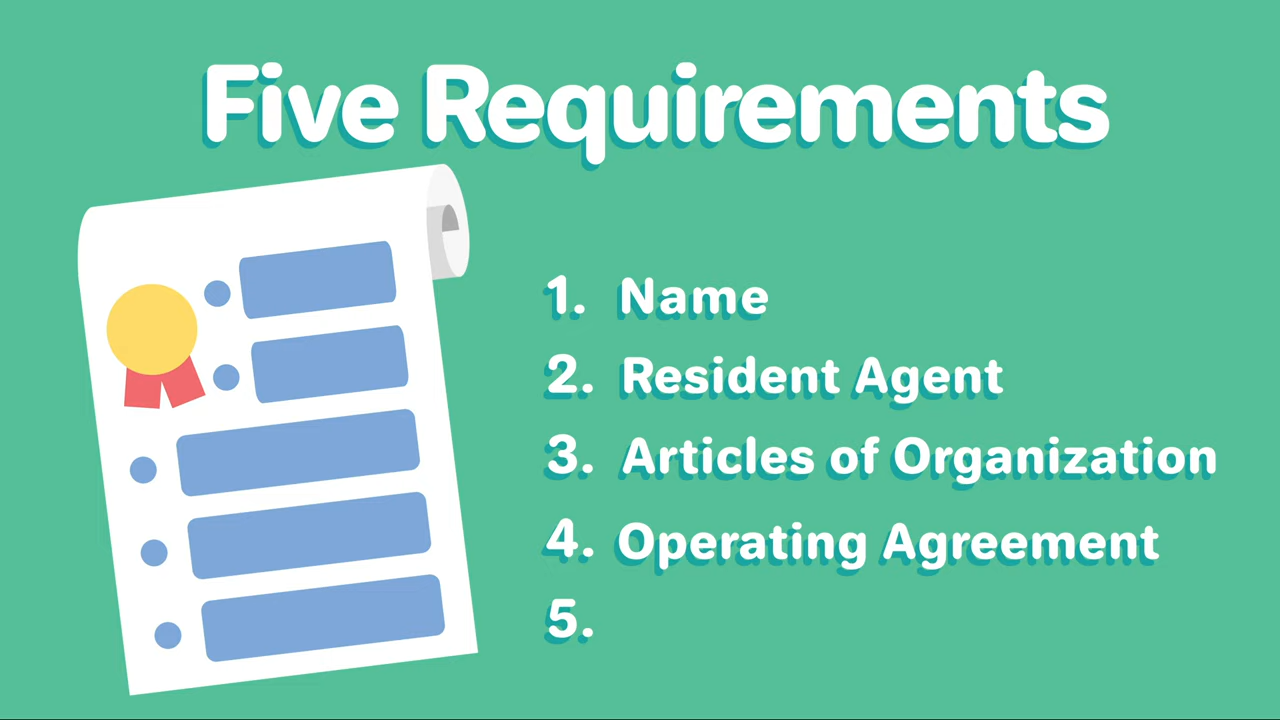 Five Requirements
1. Name
2. Resident Agent
3. Articles of Organization
4. Operating Agreement
5.